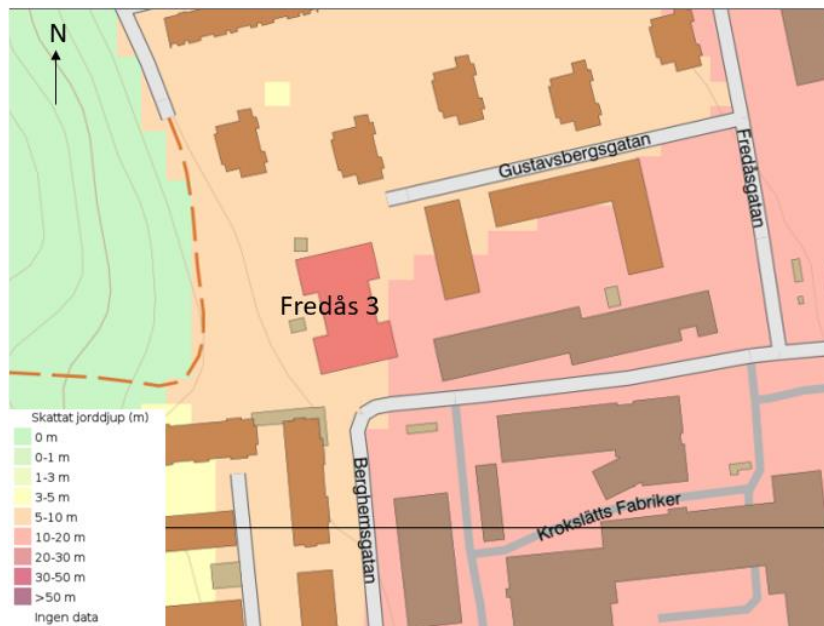 N
Gustavsbergsgatan
Fredåsgatan
Fredås 3
Berghemsgatan
Krokslätts Fabriker
Skattat jorddjup (m)
0 m
0-1 m
1-3 m
3-5 m
5-10 m
10-20 m
20-30 m
30-50 m
>50 m
Ingen data